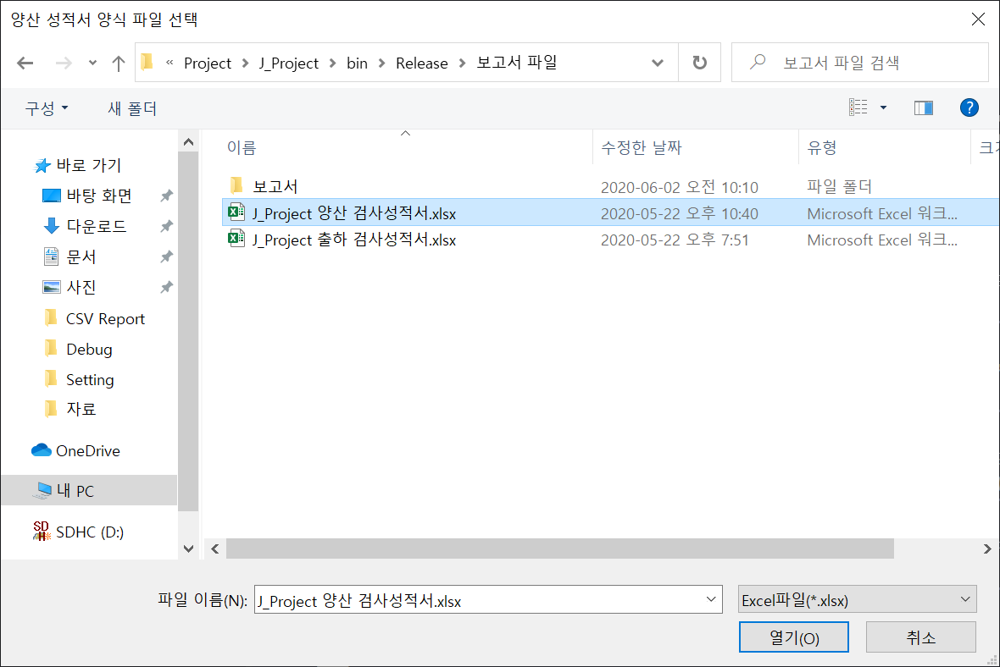 양산 성적서 양식 파일 선택
« Project > J_Project > bin > Release > 보고서 파일
보고서 파일 검색
구성
새 폴더
이름 수정한 날짜 유형
바로 가기
바탕 화면
다운로드
문서
사진
CSV Report
Debug
Setting
자료
OneDrive
내 PC
SDHC (D:)
보고서 2020-06-02 오전 10:10 파일 폴더
J_Project 양산 검사성적서.xlsx 2020-05-22 오후 10:40 Microsoft Excel 워크...
J_Project 출하 검사성적서.xlsx 2020-05-22 오후 7:51 Microsoft Excel 워크...
파일 이름(N): J_Project 양산 검사성적서.xlsx
Excel파일(*.xlsx)
열기(O)
취소